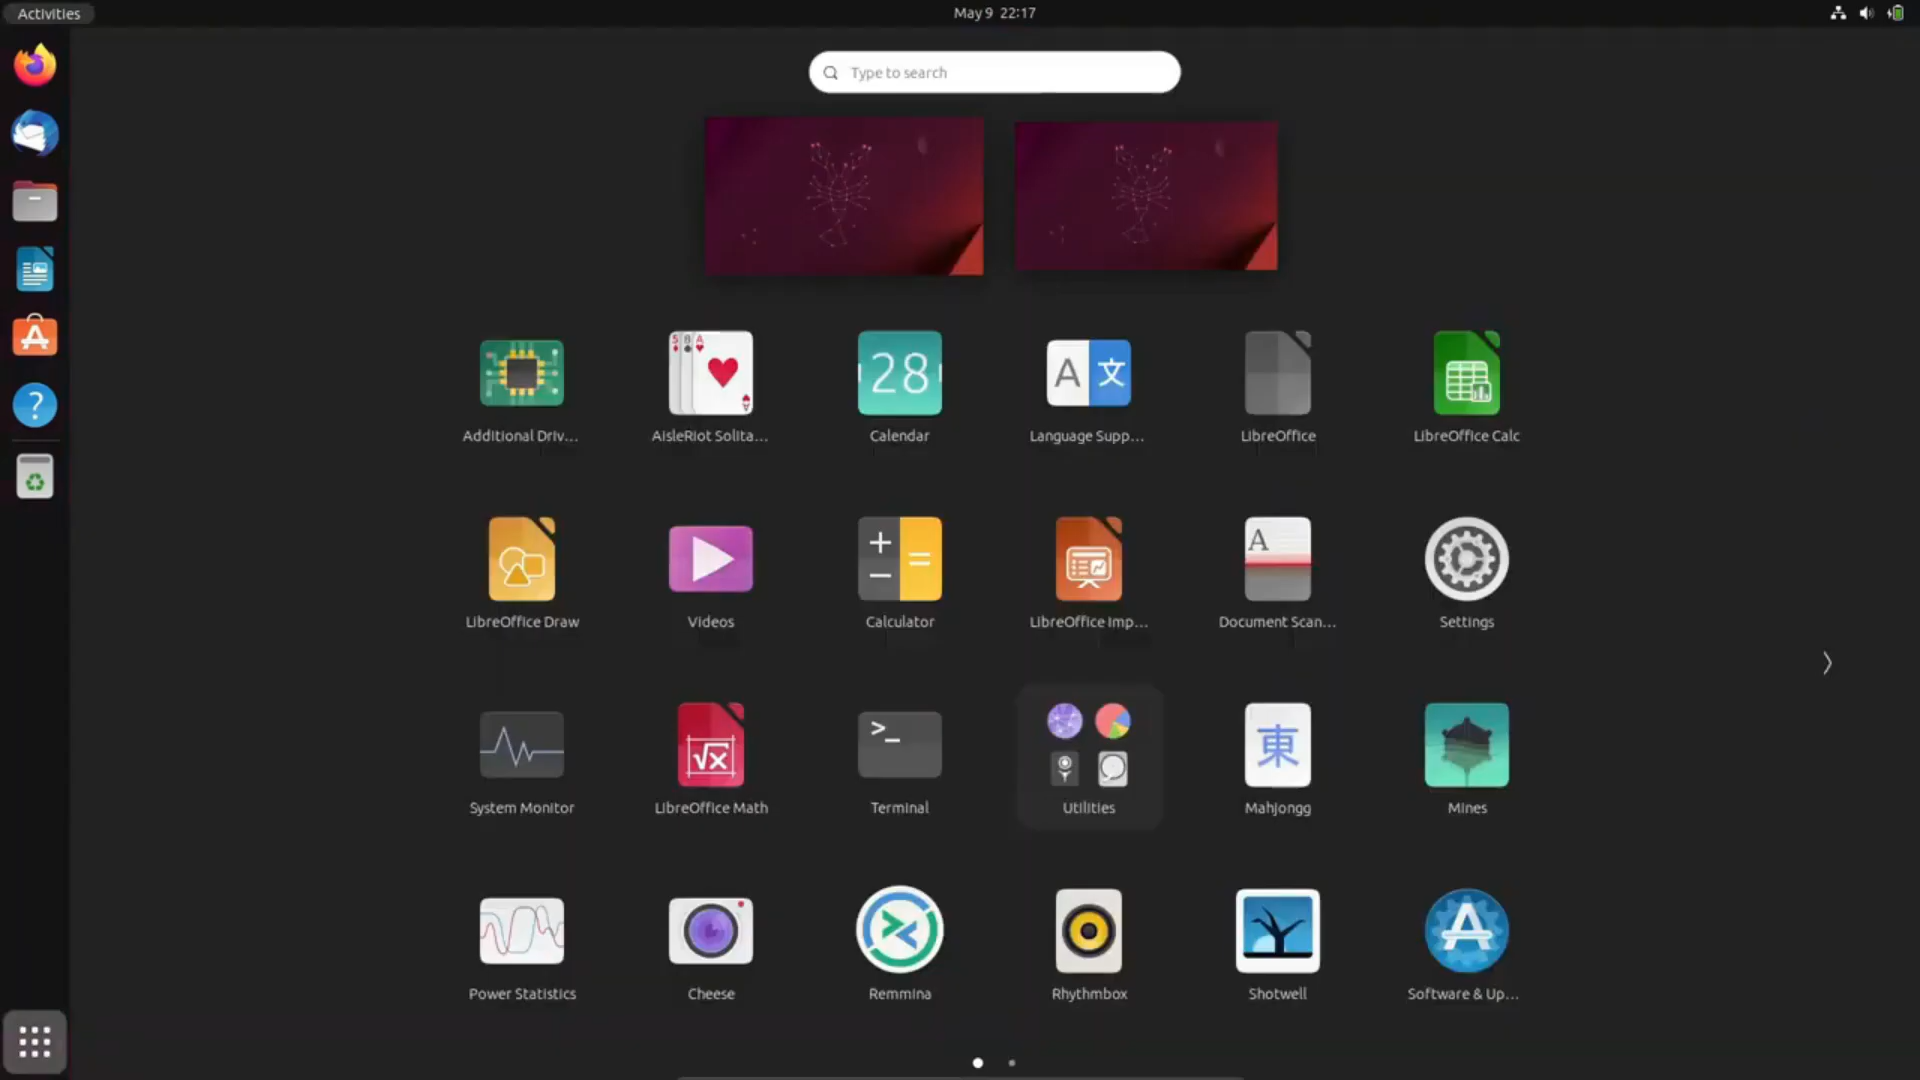 Activities
May 9 22:17
Type to search
Additional Driv...
AisleRiot Solita...
28
Calendar
A 文
Language Supp...
LibreOffice
LibreOffice Calc
LibreOffice Draw
Videos
Calculator
LibreOffice Imp...
A
Document Scan...
Settings
System Monitor
√x
LibreOffice Math
>_
Terminal
Utilities
東
Mahjongg
Mines
Power Statistics
Cheese
Remmina
Rhythmbox
Shotwell
Software & Up...